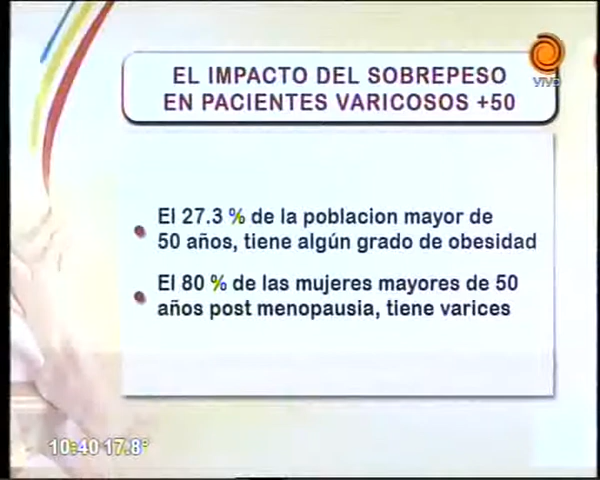 EL IMPACTO DEL SOBREPESO
EN PACIENTES VARICOSOS +50
VIVO
El 27.3 % de la poblacion mayor de
50 años, tiene algún grado de obesidad
El 80 % de las mujeres mayores de 50
años post menopausia, tiene varices
10:40 17.8°